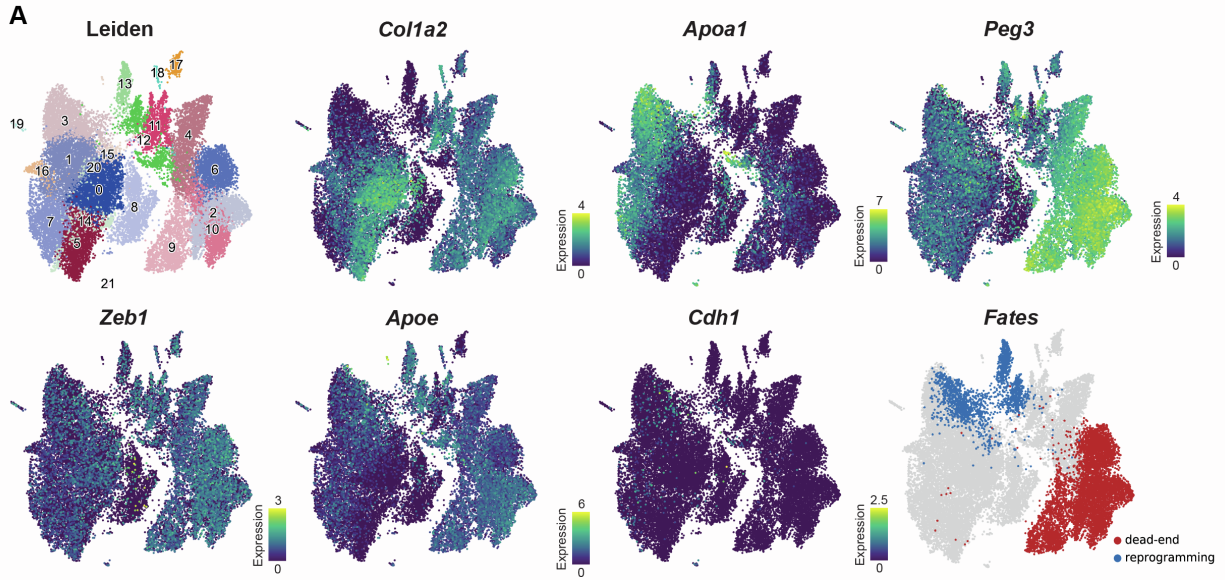 A
Leiden
Col1a2
Apoa1
Peg3
17
18
13
19
3
11
12
4
15
1
20
16
6
0
8
7
14
2
10
5
9
21
Expression
4
0
Expression
7
0
Expression
4
0
Zeb1
Apoe
Cdh1
Fates
Expression
3
0
Expression
6
0
Expression
2.5
0
dead-end
reprogramming